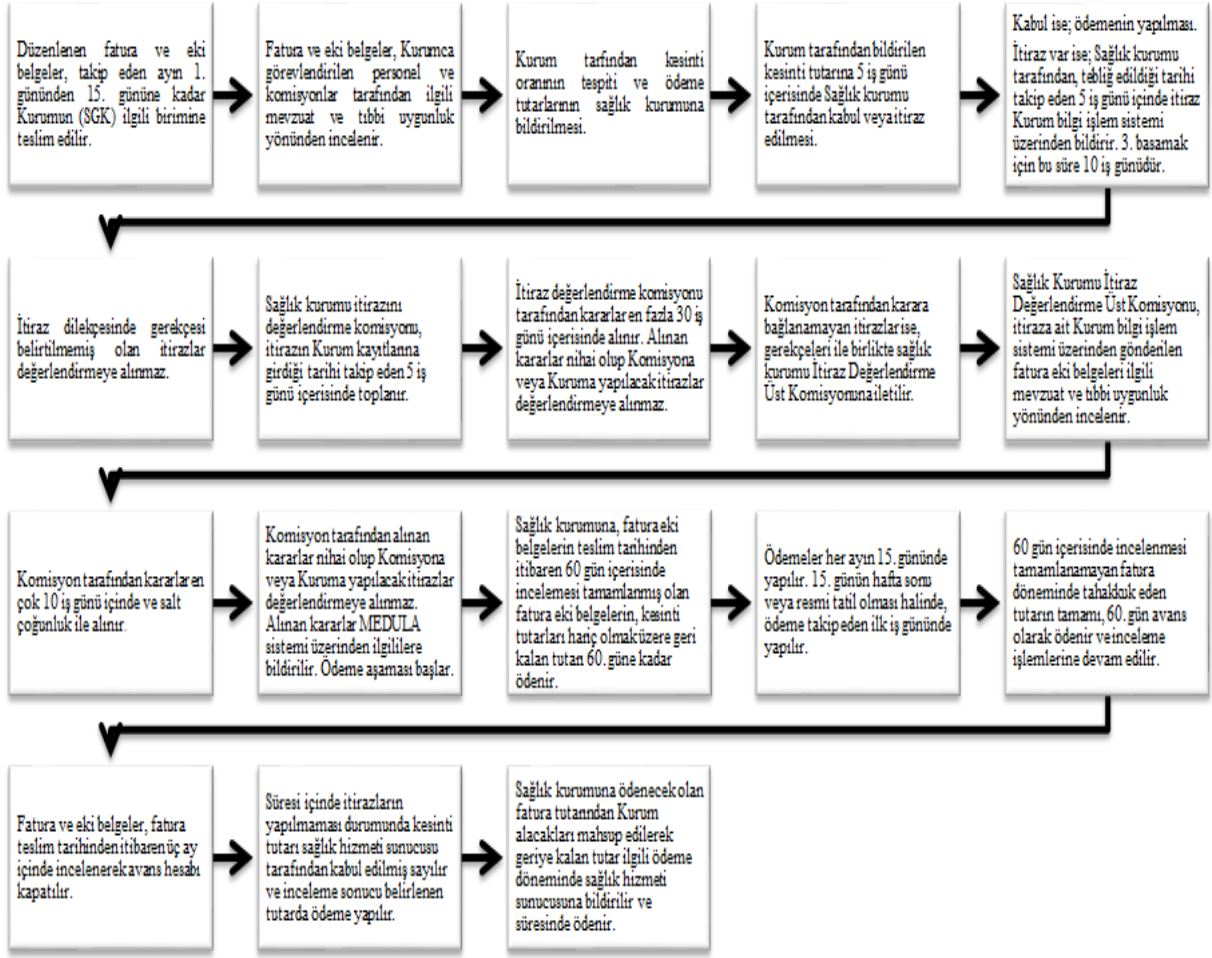 Düzenlenen fatura ve eki
belgeler, takip eden ayın 1.
gününden 15. gününe kadar
Kurumun (SGK) ilgili birimine
teslim edilir.
Fatura ve eki belgeler, Kurumca
görevlendirilen personel ve
komisyonlar tarafından ilgili
mevzuat ve tıbbi uygunluk
yönünden incelenir.
Kurum tarfından kesinti
oranının tespiti ve ödeme
tutarlarının sağlık kurumuna
bildirilmesi.
Kurum tarafından bildirilen
kesinti tutarına 5 iş günü
içerisinde Sağlık kurumu
tarafından kabul veya itiraz
edilmesi.
Kabul ise; ödemenin yapılması.
İtiraz var ise; Sağlık kurumu
tarafından, tebliğ edildiği tarihi
takip eden 5 iş günü içinde itiraz
Kurum bilgi işlem sistemi
üzerinden bildirir. 3. basamak
için bu süre 10 iş günüdür.
İtiraz dilekçesinde gerekçesi
belirtilmemiş olan itirazlar
değerlendirmeye alınmaz.
Sağlık kurumu itirazını
değerlendirme komisyonu,
itirazın Kurum kayıtlarına
girdiği tarihi takip eden 5 iş
günü içerisinde toplanır.
İtiraz değerlendirme komisyonu
tarafından kararlar en fazla 30 iş
günü içerisinde alınır. Alınan
kararlar nihai olup Komisyona
veya Kuruma yapılacak itirazlar
değerlendirmeye alınmaz.
Komisyon tarafından karara
bağlanamayan itirazlar ise,
gerekçeleri ile birlikte sağlık
kurumu İtiraz Değerlendirme
Üst Komisyonuna iletilir.
Sağlık Kurumu İtiraz
Değerlendirme Üst Komisyonu,
itiraza ait Kurum bilgi işlem
sistemi üzerinden gönderilen
fatura eki belgeleri ilgili
mevzuat ve tıbbi uygunluk
yönünden incelenir.
Komisyon tarafından kararlar en
çok 10 iş günü içinde ve salt
çoğunluk ile alınır.
Komisyon tarafından alınan
kararlar nihai olup Komisyona
veya Kuruma yapılacak itirazlar
değerlendirmeye alınmaz.
Alınan kararlar MEDULA
sistemi üzerinden ilgililere
bildirilir. Ödeme aşaması başlar.
Sağlık kurumuna, fatura eki
belgelerin teslim tarihinden
itibaren 60 gün içerisinde
incelemesi tamamlanmış olan
fatura eki belgelerin, kesinti
tutarları hariç olmak üzere geri
kalan tutarı 60. güne kadar
ödenir.
Ödemeler her ayın 15. gününde
yapılır. 15. günün hafta sonu
veya resmi tatil olması halinde,
ödeme takip eden ilk iş gününde
yapılır.
60 gün içerisinde incelenmesi
tamamlanamayan fatura
döneminde tahakkuk eden
tutarın tamamı, 60. gün avans
olarak ödenir ve inceleme
işlemlerine devam edilir.
Fatura ve eki belgeler, fatura
teslim tarihinden itibaren üç ay
içinde incelenerek avans hesabı
kapatılır.
Süresi içinde itirazların
yapılmaması durumunda kesinti
tutarı sağlık hizmeti sunucusu
tarafından kabul edilmiş sayılır
ve inceleme sonucu belirlenen
tutarda ödeme yapılır.
Sağlık kurumuna ödenecek olan
fatura tutarından Kurum
alacakları mahsup edilerek
geriye kalan tutar ilgili ödeme
döneminde sağlık hizmeti
sunucusuna bildirilir ve
süresinde ödenir.